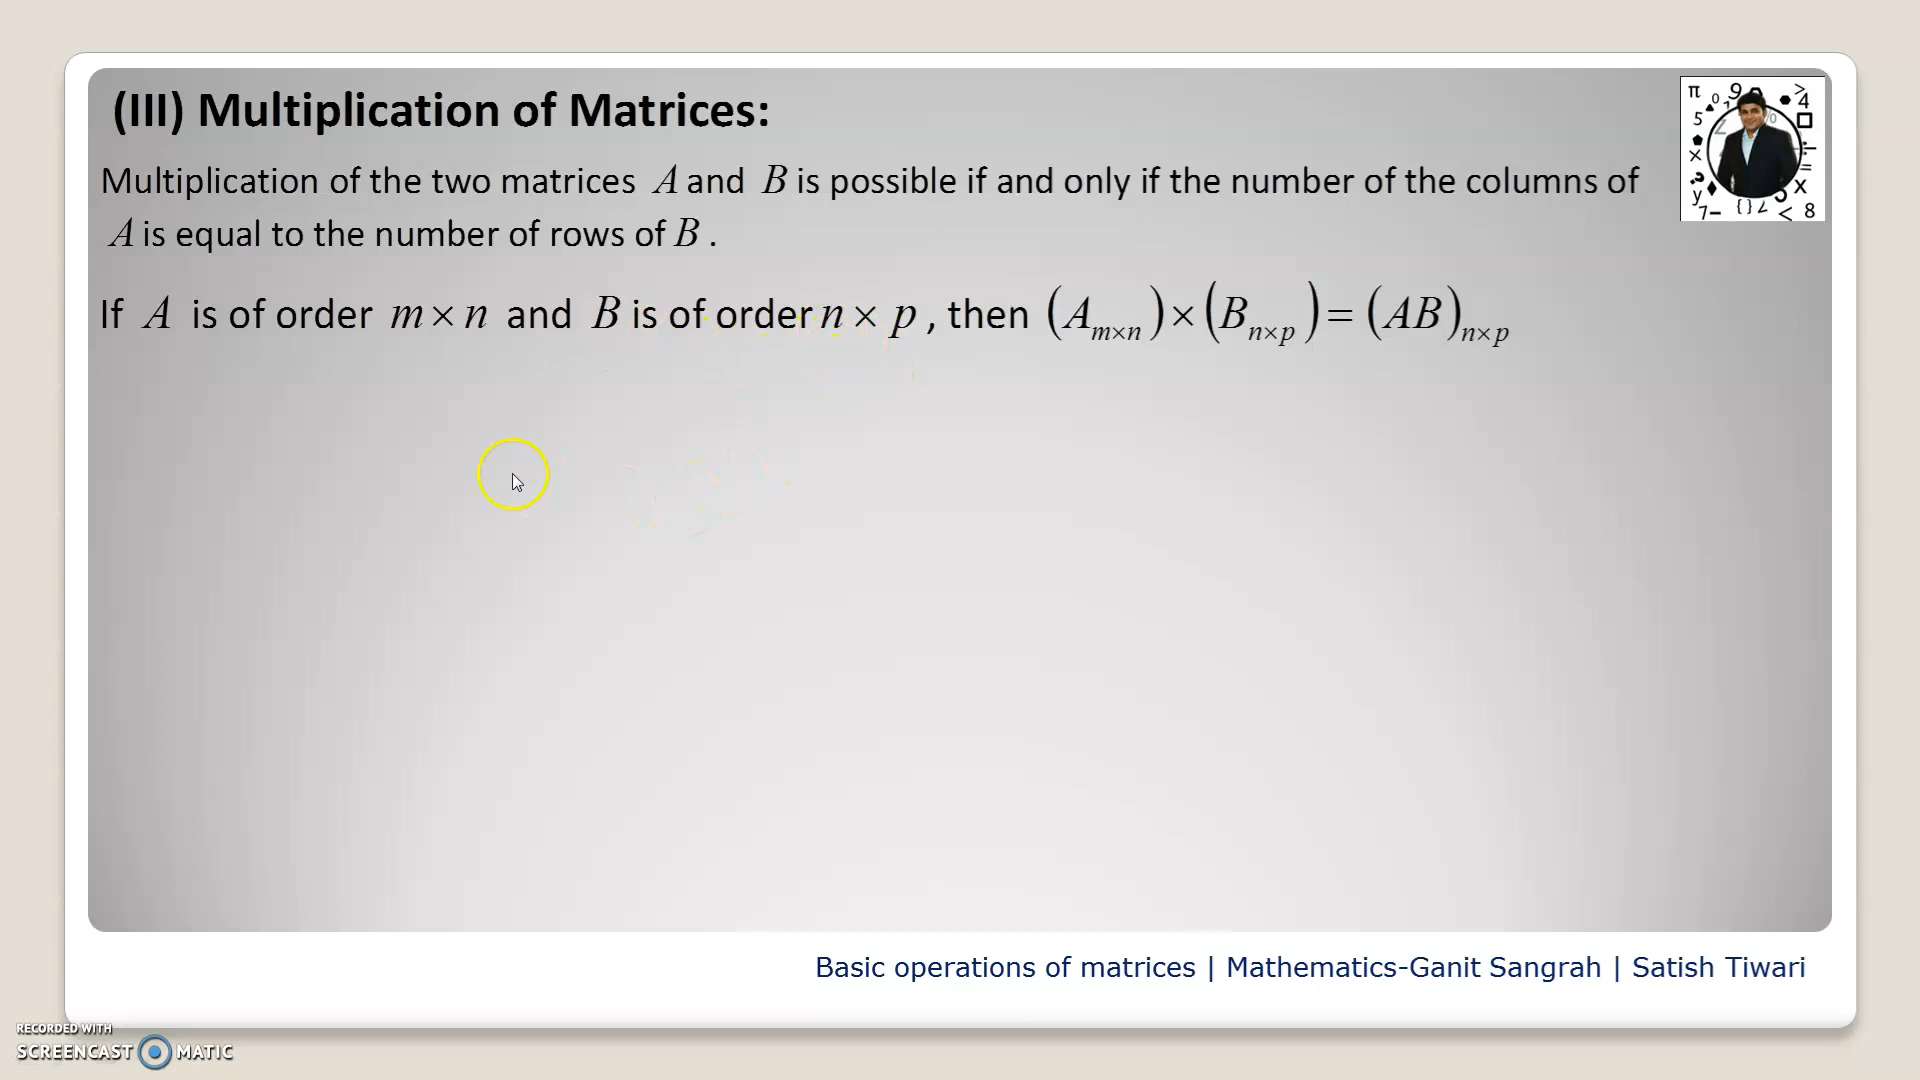 (III) Multiplication of Matrices:
Multiplication of the two matrices A and B is possible if and only if the number of the columns of
A is equal to the number of rows of B .
If A is of order m × n and B is of order n × p , then (A_{m×n}) × (B_{n×p}) = (AB)_{n×p}
Basic operations of matrices | Mathematics-Ganit Sangrah | Satish Tiwari
RECORDED WITH
SCREENCAST MATIC